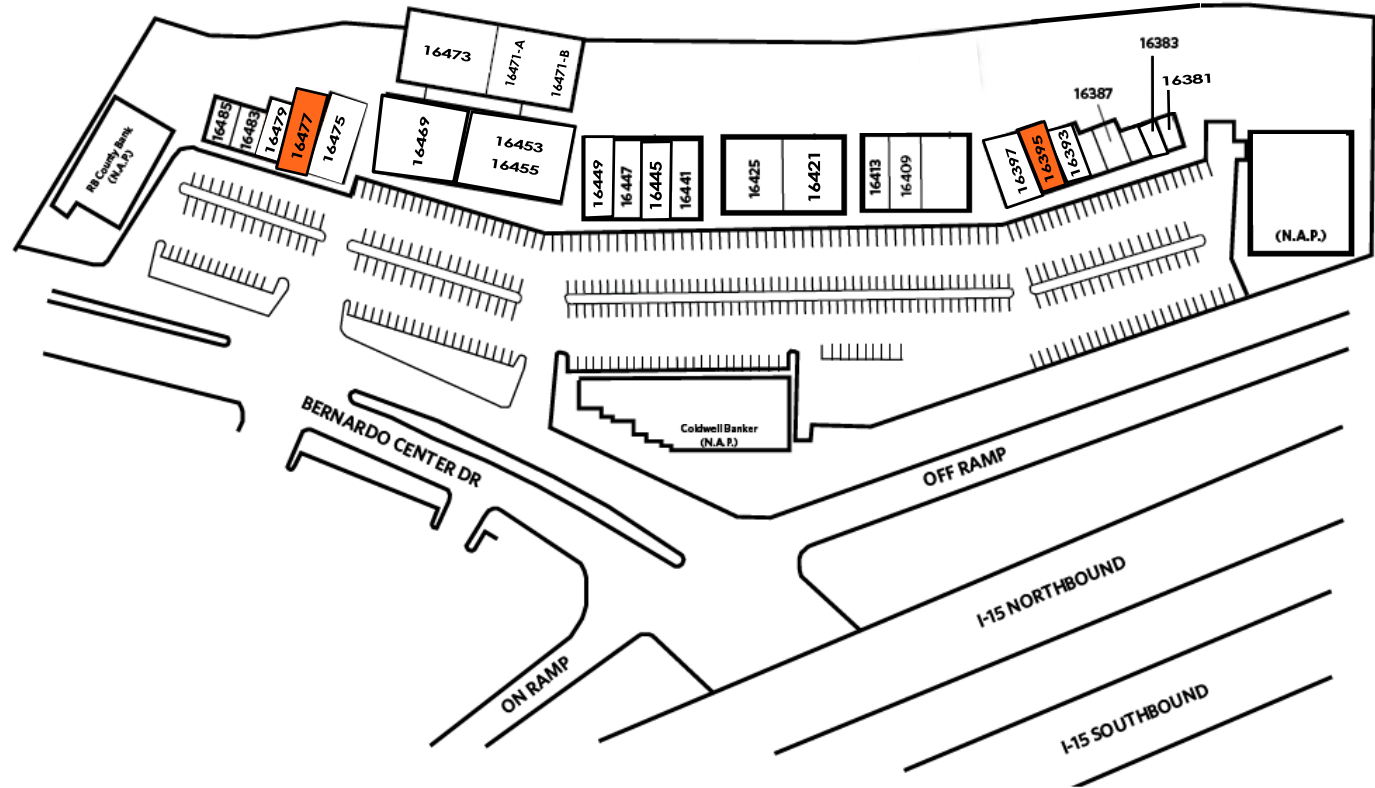 16473
16471-A
16471-B
16383
16381
16387
RB County Bank
(N.A.P.)
16485
16483
16479
16477
16475
16469
16453
16455
16449
16447
16445
16441
16425
16421
16413
16409
16397
16395
16393
(N.A.P.)
Coldwell Banker
(N.A.P.)
BERNARDO CENTER DR
OFF RAMP
I-15 NORTHBOUND
ON RAMP
I-15 SOUTHBOUND